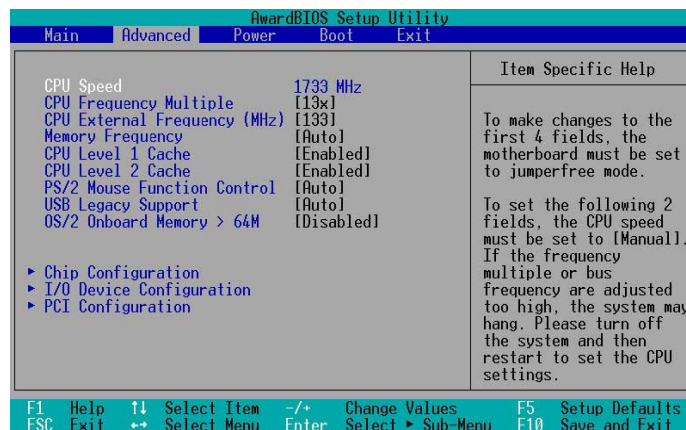 AwardBIOS Setup Utility
Main Advanced Power Boot Exit
Item Specific Help
CPU Speed 1733 MHz
CPU Frequency Multiple [13x]
CPU External Frequency (MHz) [133]
Memory Frequency [Auto]
CPU Level 1 Cache [Enabled]
CPU Level 2 Cache [Enabled]
PS/2 Mouse Function Control [Auto]
USB Legacy Support [Auto]
OS/2 Onboard Memory > 64M [Disabled]
▸ Chip Configuration
▸ I/O Device Configuration
▸ PCI Configuration
To make changes to the
first 4 fields, the
motherboard must be set
to jumperfree mode.
To set the following 2
fields, the CPU speed
must be set to [Manual].
If the frequency
multiple or bus
frequency are adjusted
too high, the system may
hang. Please turn off
the system and then
restart to set the CPU
settings.
F1 Help ↑↓ Select Item -/+ Change Values F5 Setup Defaults
ESC Exit ←→ Select Menu Enter Select ▸ Sub-Menu F10 Save and Exit